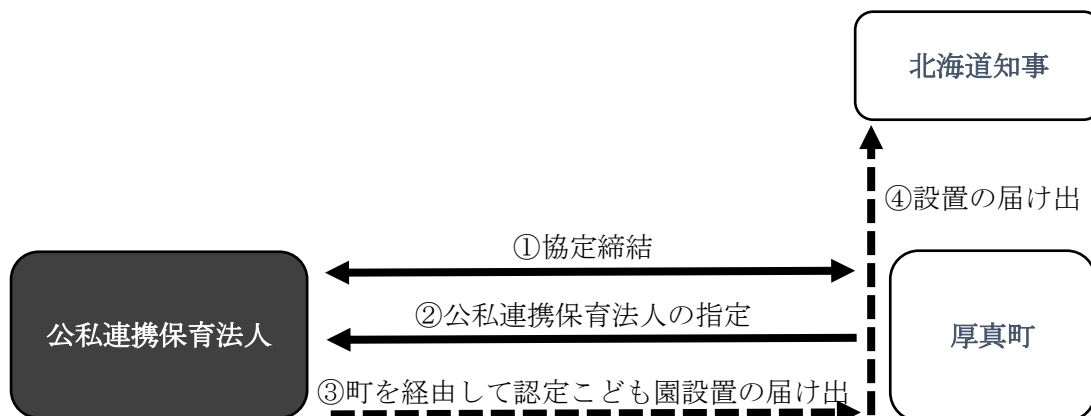 北海道知事
④設置の届け出
①協定締結
②公私連携保育法人の指定
公私連携保育法人
厚真町
③町を経由して認定こども園設置の届け出